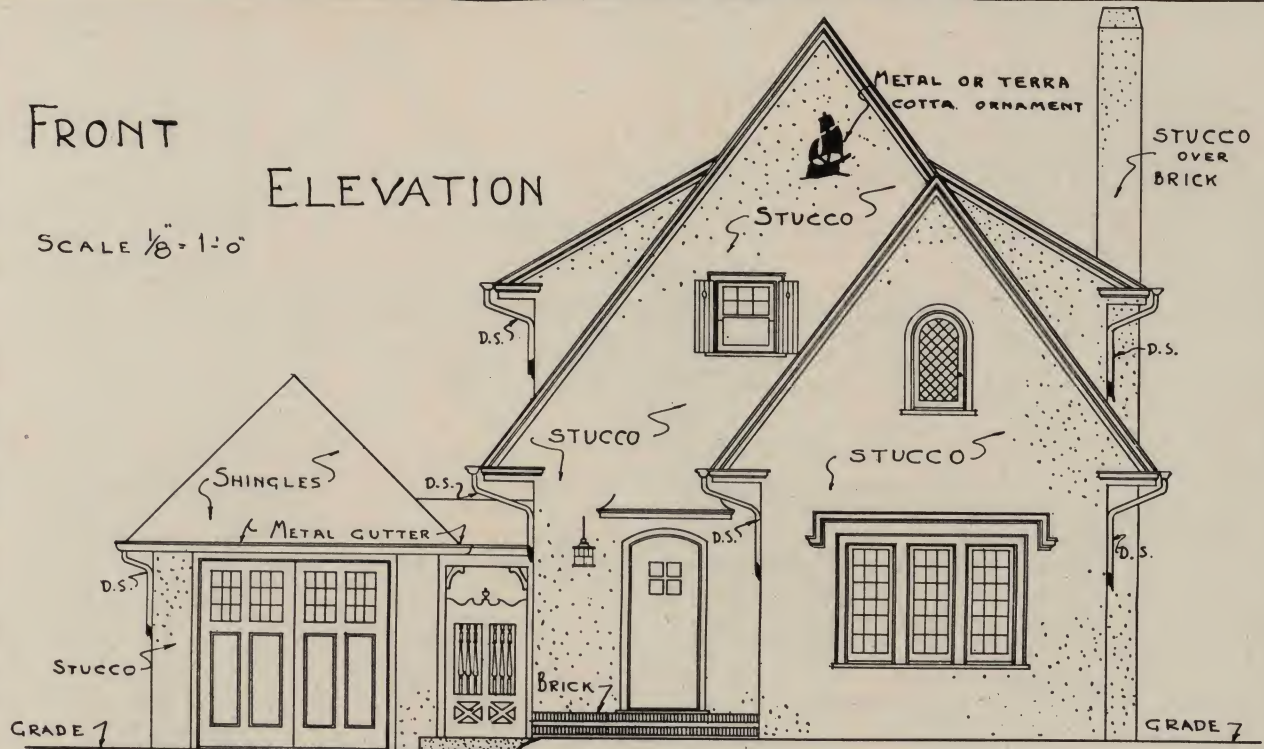 FRONT
ELEVATION
SCALE 1/8" = 1'-0"
METAL OR TERRA
COTTA. ORNAMENT
STUCCO
OVER
BRICK
STUCCO
D.S.
D.S.
STUCCO
STUCCO
SHINGLES
D.S.
METAL GUTTER
D.S.
D.S.
D.S.
STUCCO
BRICK
GRADE
GRADE